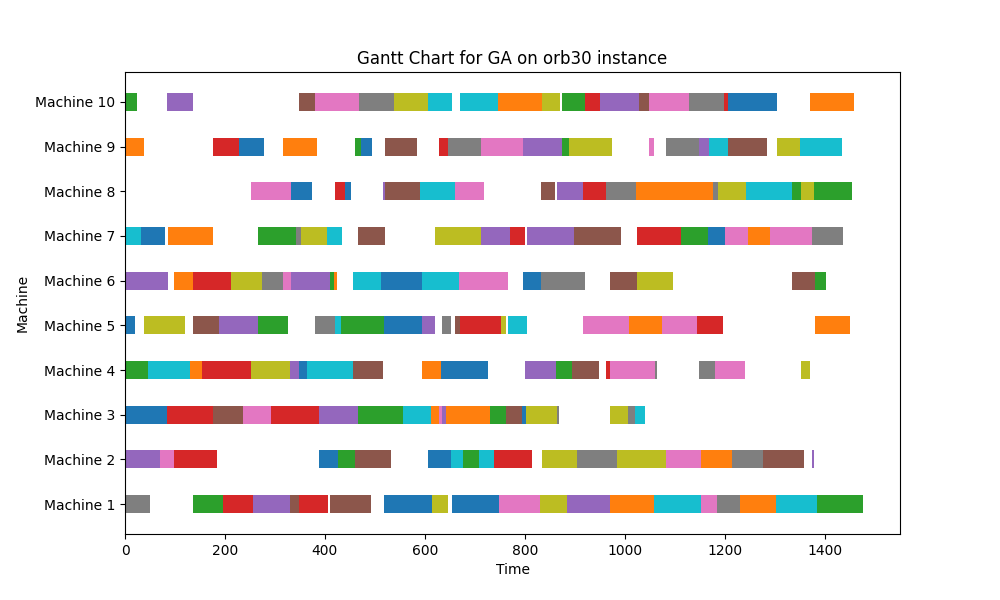 Gantt Chart for GA on orb30 instance
Machine
Machine 10
Machine 9
Machine 8
Machine 7
Machine 6
Machine 5
Machine 4
Machine 3
Machine 2
Machine 1
0 200 400 600 800 1000 1200 1400
Time